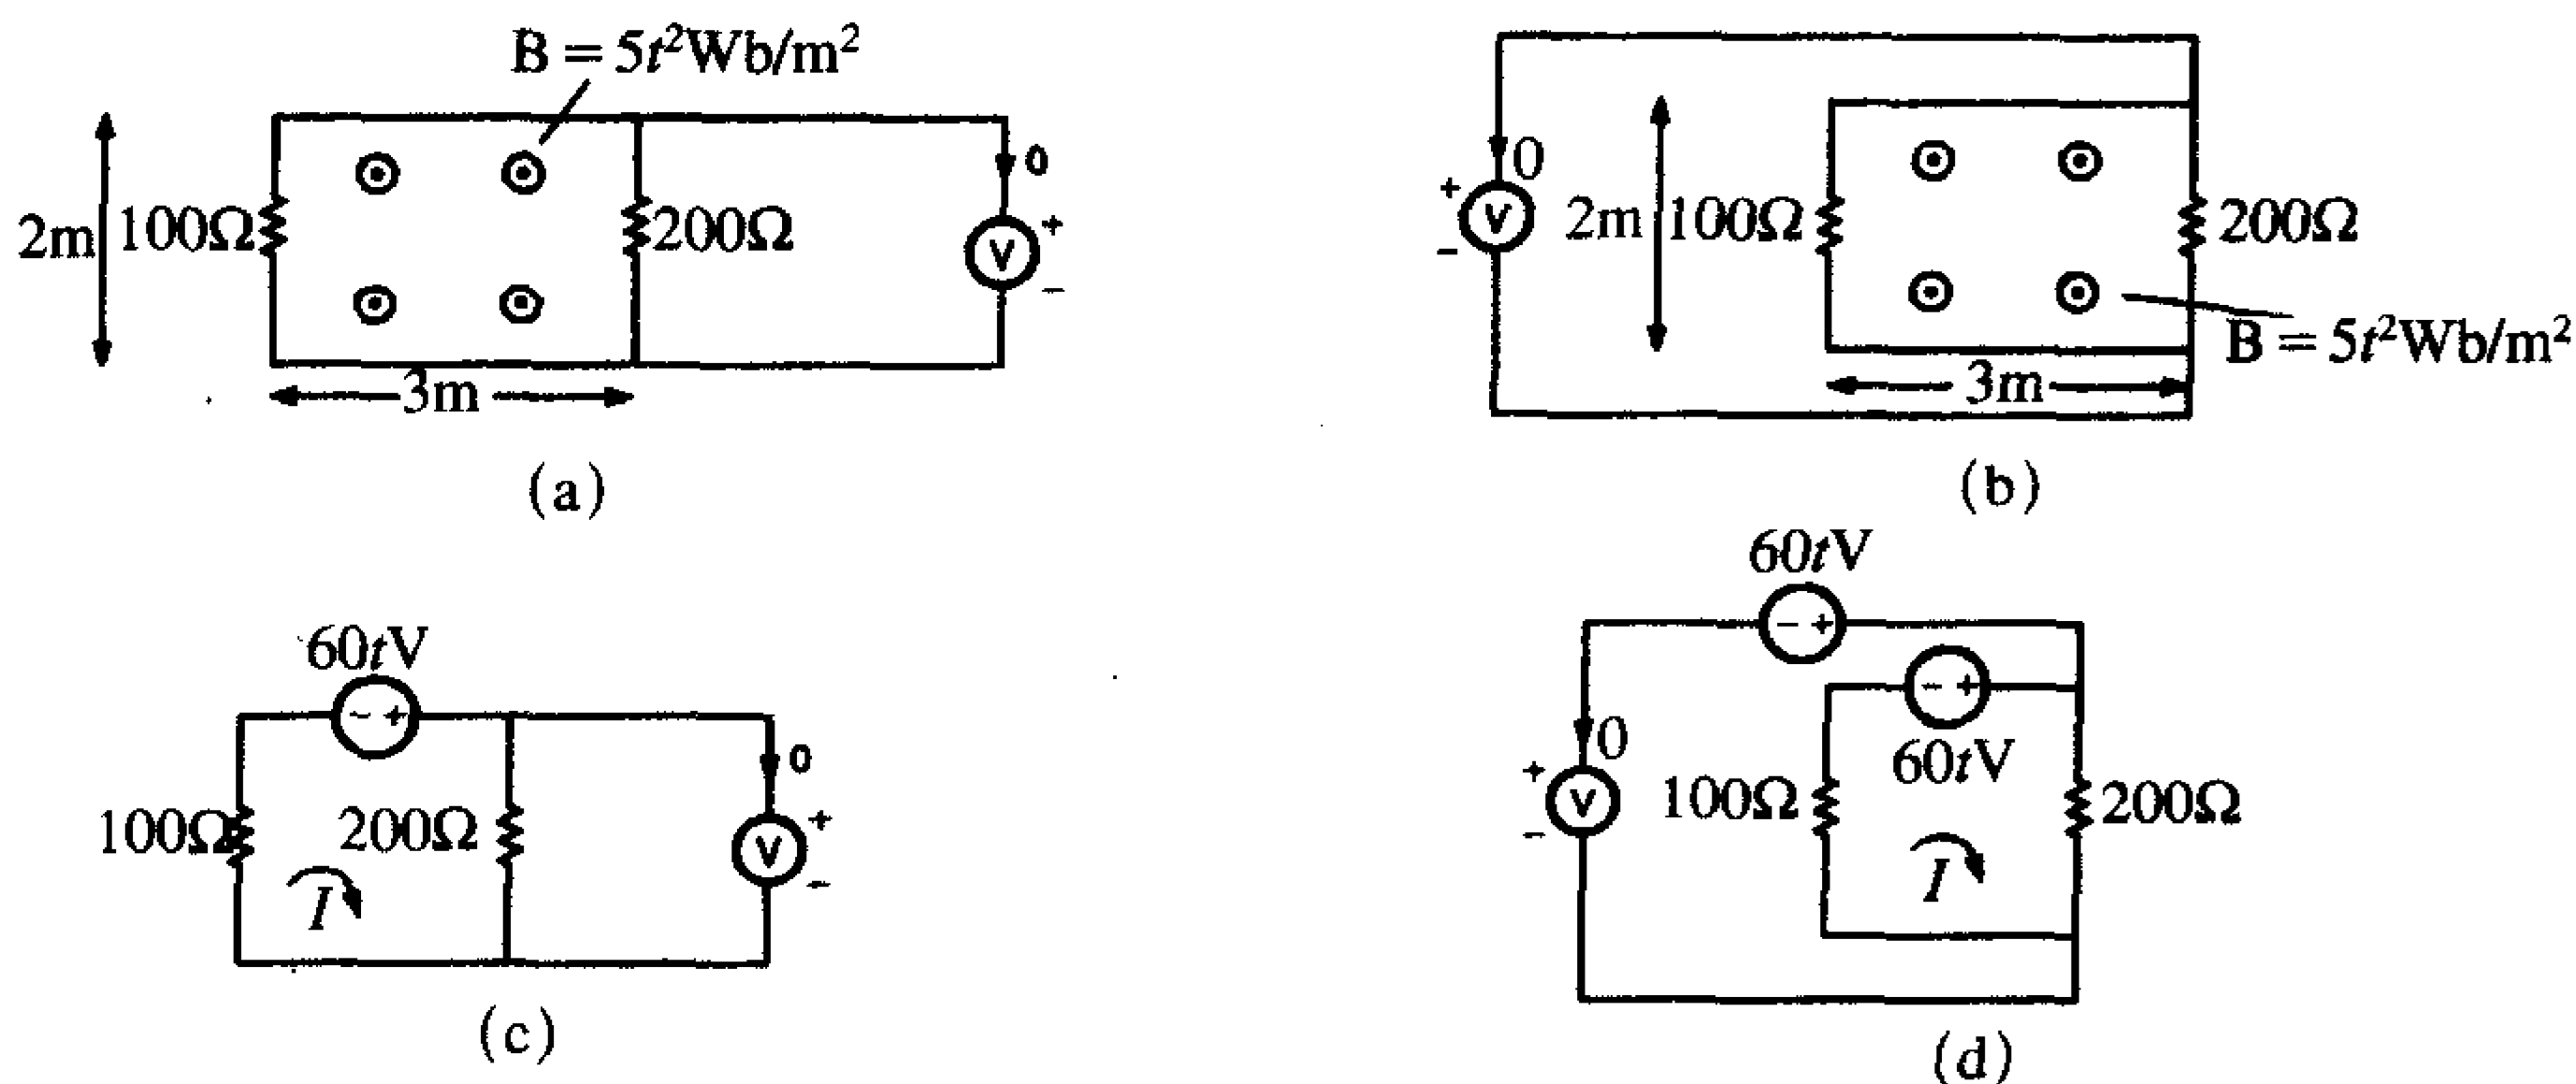 B = 5t²Wb/m²
2m 100Ω 200Ω 0 + V −
3m
(a)
+ 0 V − 2m 100Ω 200Ω
B = 5t²Wb/m²
3m
(b)
60tV
− +
0
100Ω 200Ω + V −
I
(c)
60tV
− +
− +
0 60tV
+ V − 100Ω 200Ω
I
(d)